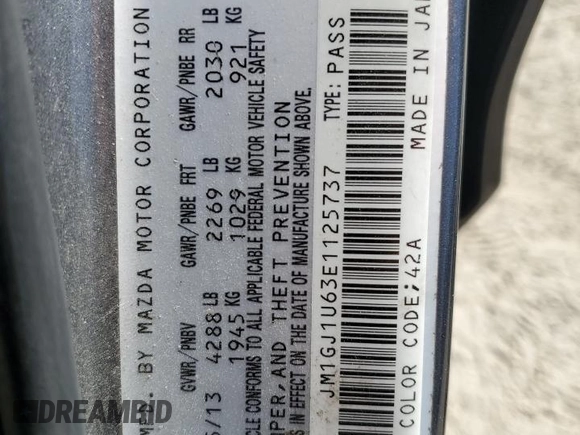 MFD. BY MAZDA MOTOR CORPORATION
GVWR/PNBV GAWR/PNBE FRT GAWR/PNBE RR
/13 4288 LB 2269 LB 2030 LB
1945 KG 1029 KG 921 KG
CONFORMS TO ALL APPLICABLE FEDERAL MOTOR VEHICLE SAFETY
AND THEFT PREVENTION
IN EFFECT ON THE DATE OF MANUFACTURE SHOWN ABOVE.
JM1GJ1U63E1125737 TYPE: PASS
COLOR CODE;42A MADE IN JA
DREAMBID